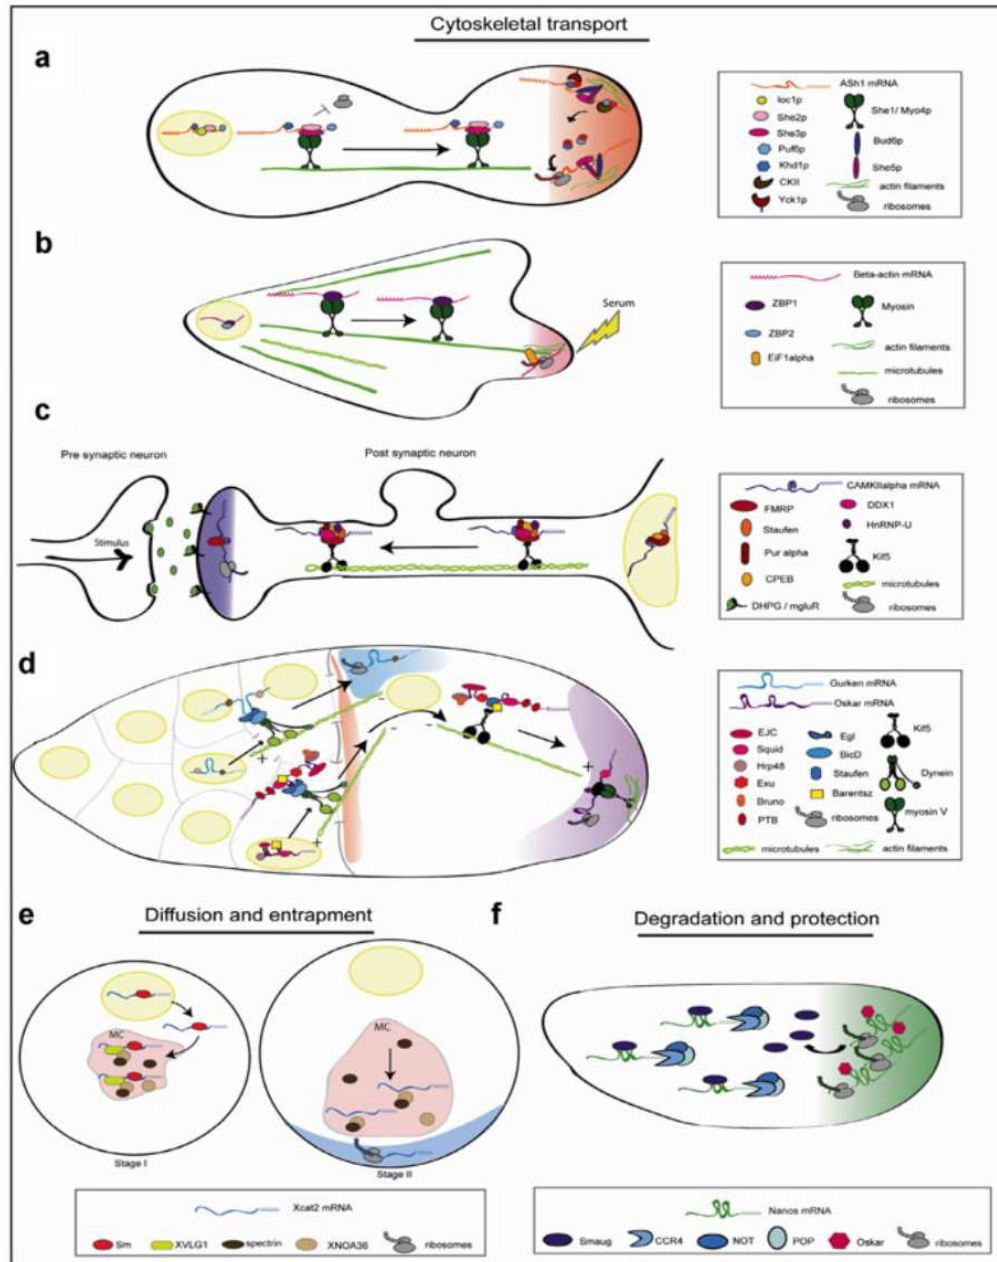 Cytoskeletal transport
a
ASh1 mRNA
loc1p
She2p
She3p
Puf6p
Khd1p
CKII
Yck1p
She1/ Myo4p
Bud6p
She5p
actin filaments
ribosomes
b
Serum
Beta-actin mRNA
ZBP1
ZBP2
EiF1alpha
Myosin
actin filaments
microtubules
ribosomes
c
Pre synaptic neuron
Post synaptic neuron
Stimulus
CAMKIIalpha mRNA
FMRP
Staufen
Pur alpha
CPEB
DHPG / mgluR
DDX1
HnRNP-U
Kif5
microtubules
ribosomes
d
+
-
+
-
-
+
Gurken mRNA
Oskar mRNA
EJC
Squid
Hrp48
Exu
Bruno
PTB
Egl
BicD
Staufen
Barentsz
ribosomes
Kif5
Dynein
myosin V
microtubules
actin filaments
e
Diffusion and entrapment
MC
Stage I
MC
Stage II
Xcat2 mRNA
Sm
XVLG1
spectrin
XNOA36
ribosomes
f
Degradation and protection
Nanos mRNA
Smaug
CCR4
NOT
POP
Oskar
ribosomes